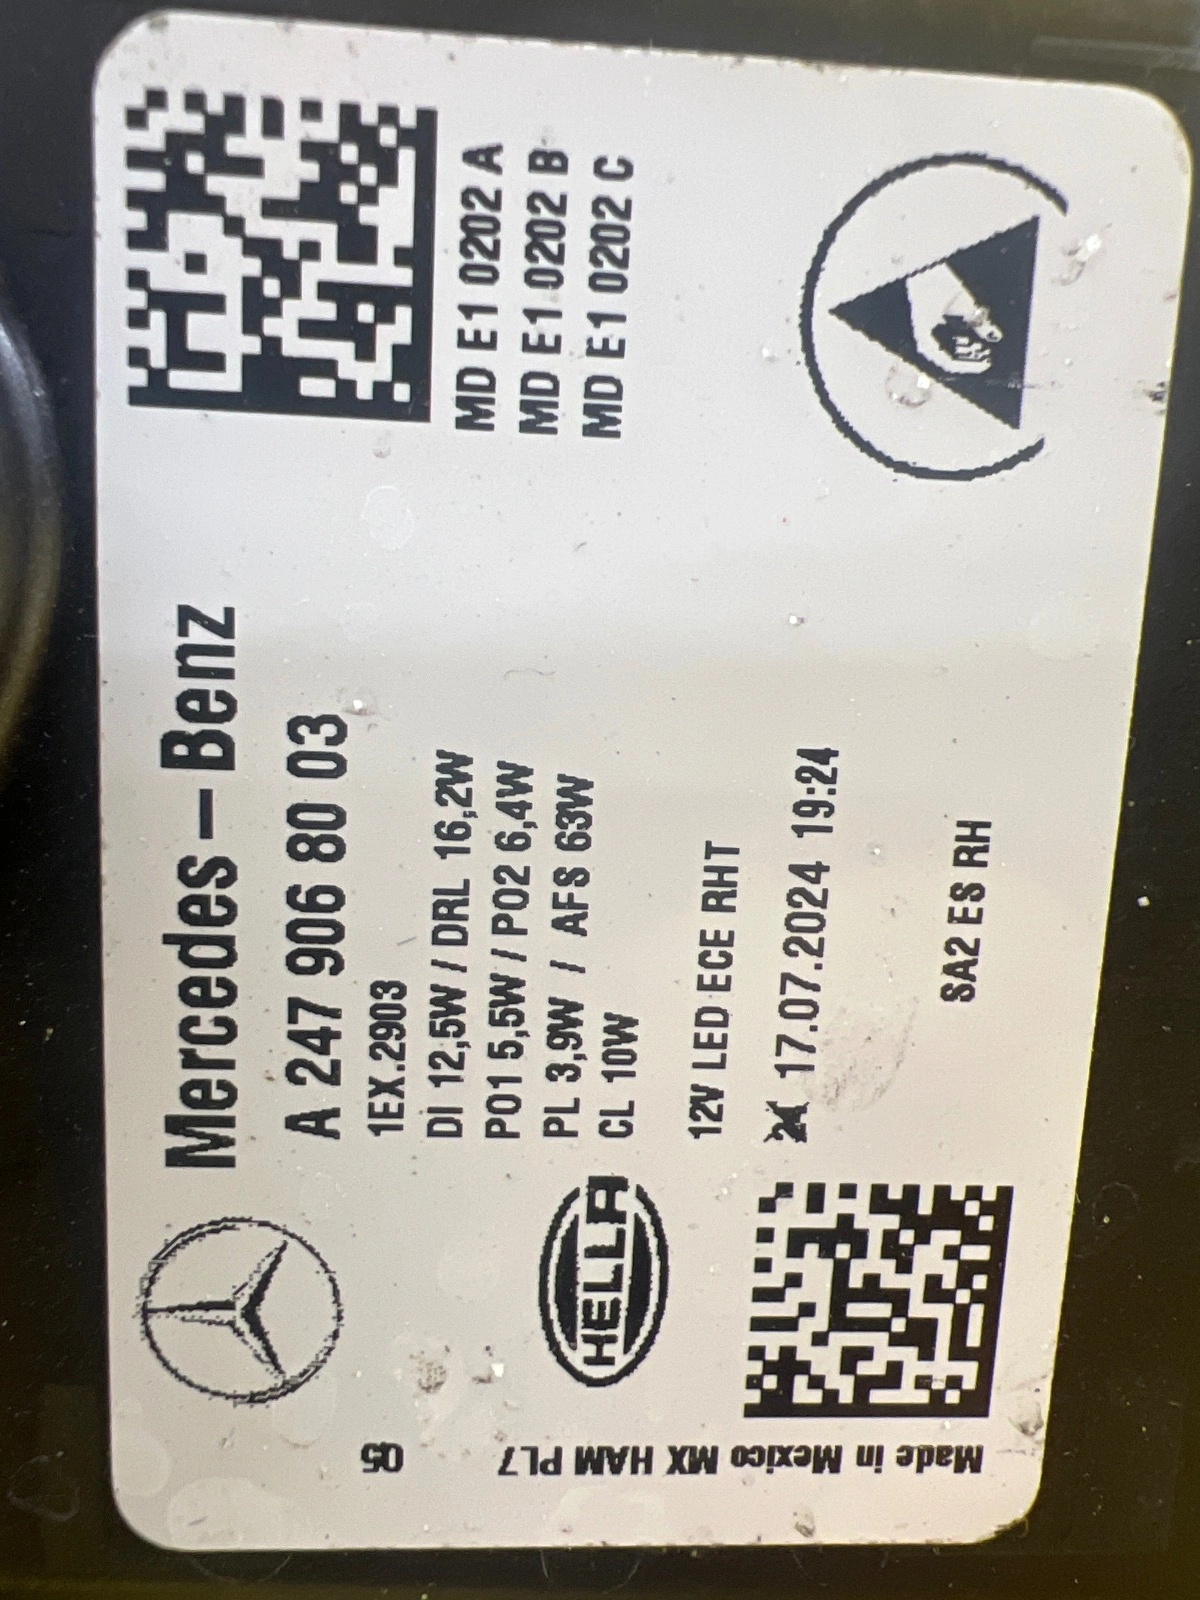 Mercedes – Benz
A 247 906 80 03
1EX.2903
DI 12,5W / DRL 16,2W
PO1 5,5W / PO2 6,4W
PL 3,9W / AFS 63W
CL 10W
12V LED ECE RHT
24 17.07.2024 19:24
SA2 ES RH
MD E1 0202 A
MD E1 0202 B
MD E1 0202 C
HELLA
Q5
Made in Mexico MX HAM PL7